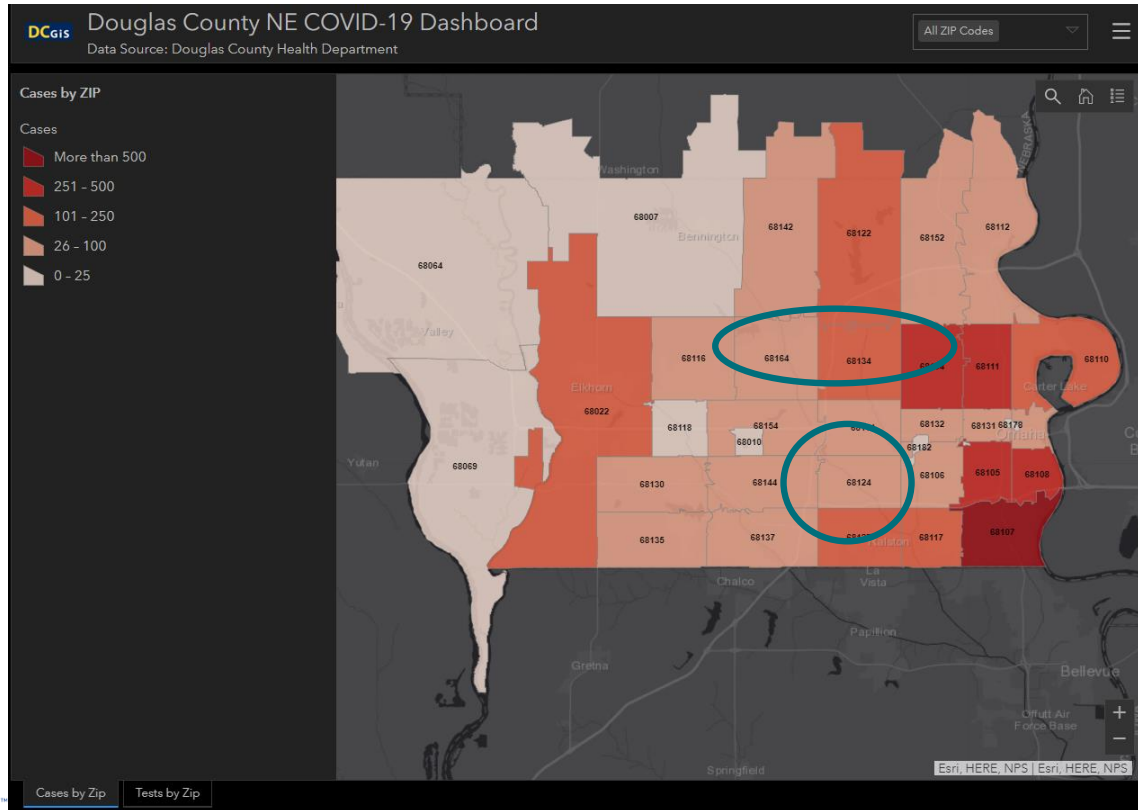 DCGIS
Douglas County NE COVID-19 Dashboard
Data Source: Douglas County Health Department
All ZIP Codes
Cases by ZIP
Cases
More than 500
251 - 500
101 - 250
26 - 100
0 - 25
NEBRASKA
Washington
68007
Bennington
68142
68122
68152
68112
68064
Valley
68116
68164
68134
68111
68110
Carter Lake
Elkhorn
68022
68118
68154
68010
68132
68131
68178
Omaha
68182
Yutan
68069
68130
68144
68124
68106
68105
68108
68135
68137
68117
68107
Ralston
Chalco
La
Vista
Papillion
Gretna
Bellevue
Offutt Air
Force Base
Springfield
+
−
Esri, HERE, NPS | Esri, HERE, NPS
Cases by Zip
Tests by Zip